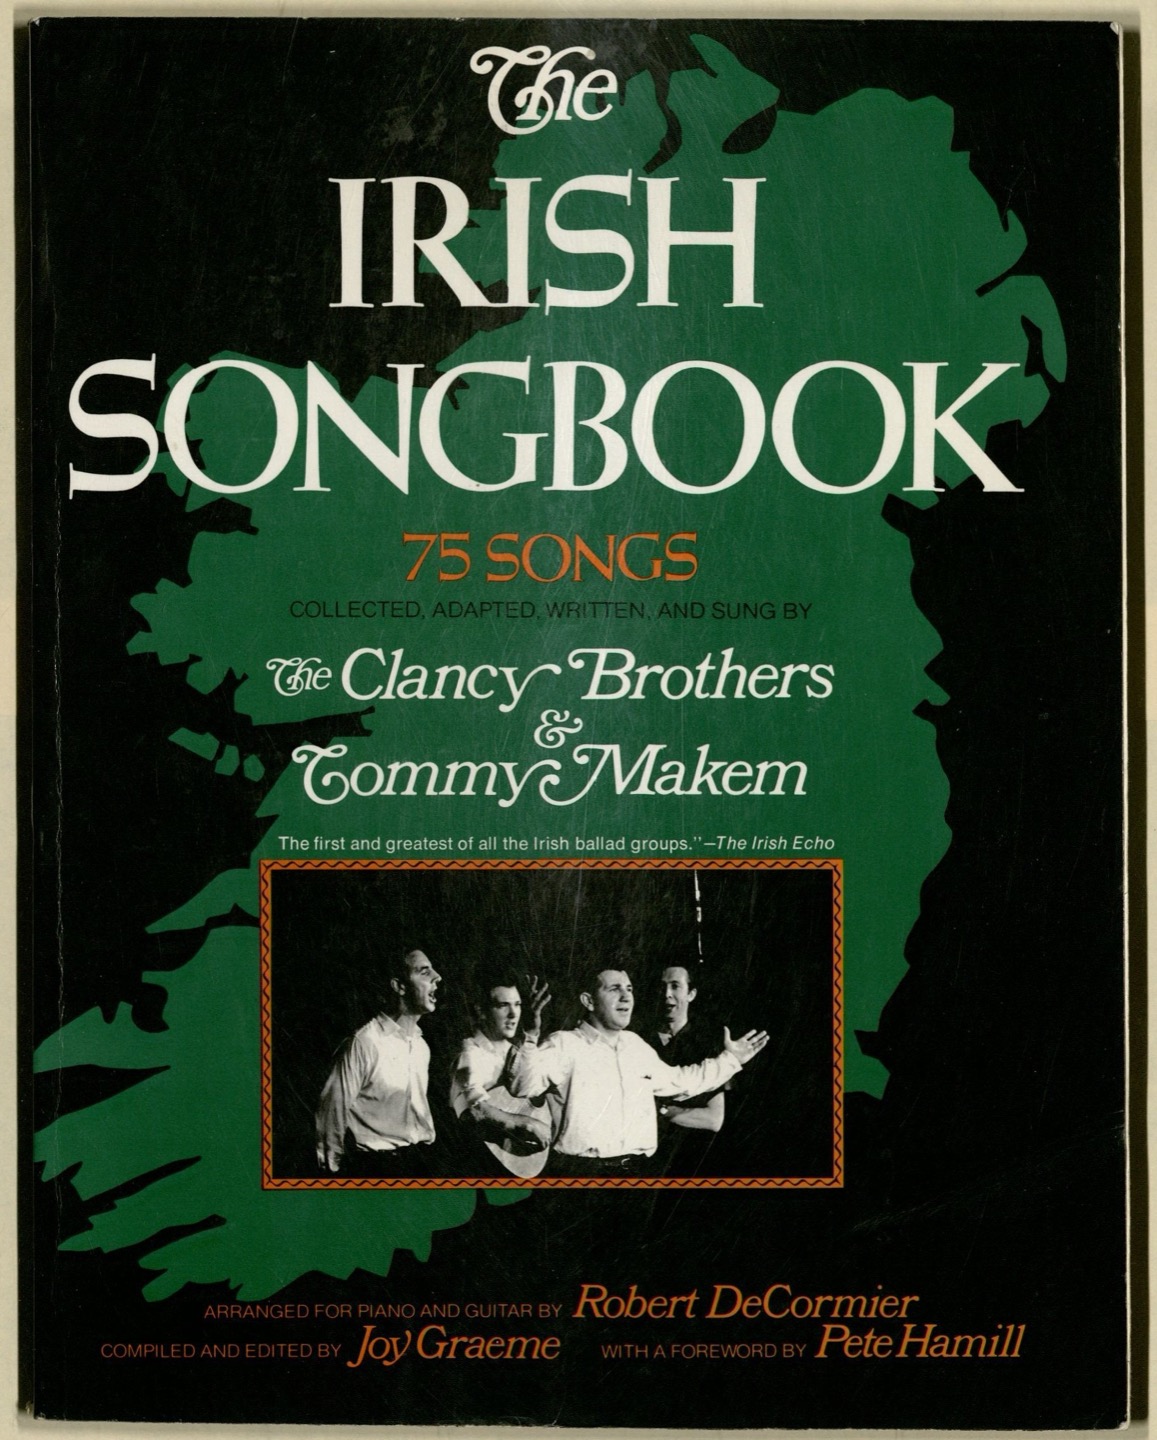 The
IRISH
SONGBOOK
75 SONGS
COLLECTED, ADAPTED, WRITTEN, AND SUNG BY
The Clancy Brothers
&
Tommy Makem
The first and greatest of all the Irish ballad groups."—The Irish Echo
ARRANGED FOR PIANO AND GUITAR BY Robert DeCormier
COMPILED AND EDITED BY Joy Graeme WITH A FOREWORD BY Pete Hamill